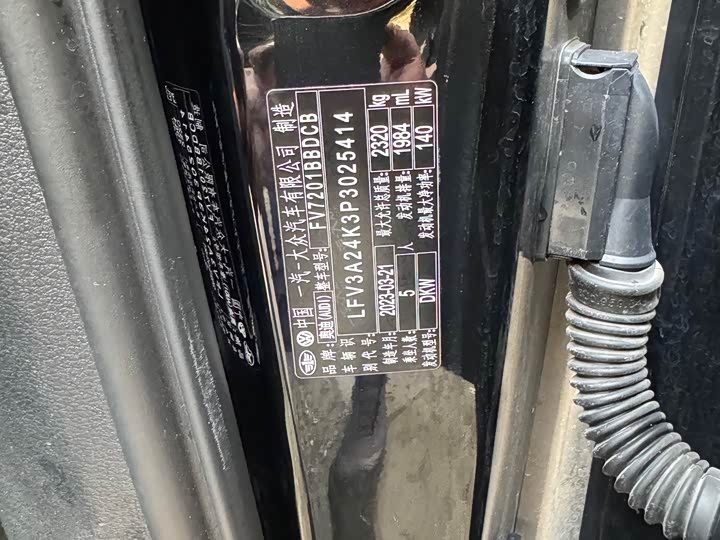 中国 一汽-大众汽车有限公司 制造
品牌: 奥迪(AUDI) 整车型号: FV7201BBDCB
车辆识别代号: LFV3A24K3P3025414
制造年月: 2023-03-21 最大允许总质量: 2320 kg
乘坐人数: 5 人 发动机排量: 1984 mL
发动机型号: DKW 发动机最大净功率: 140 kW